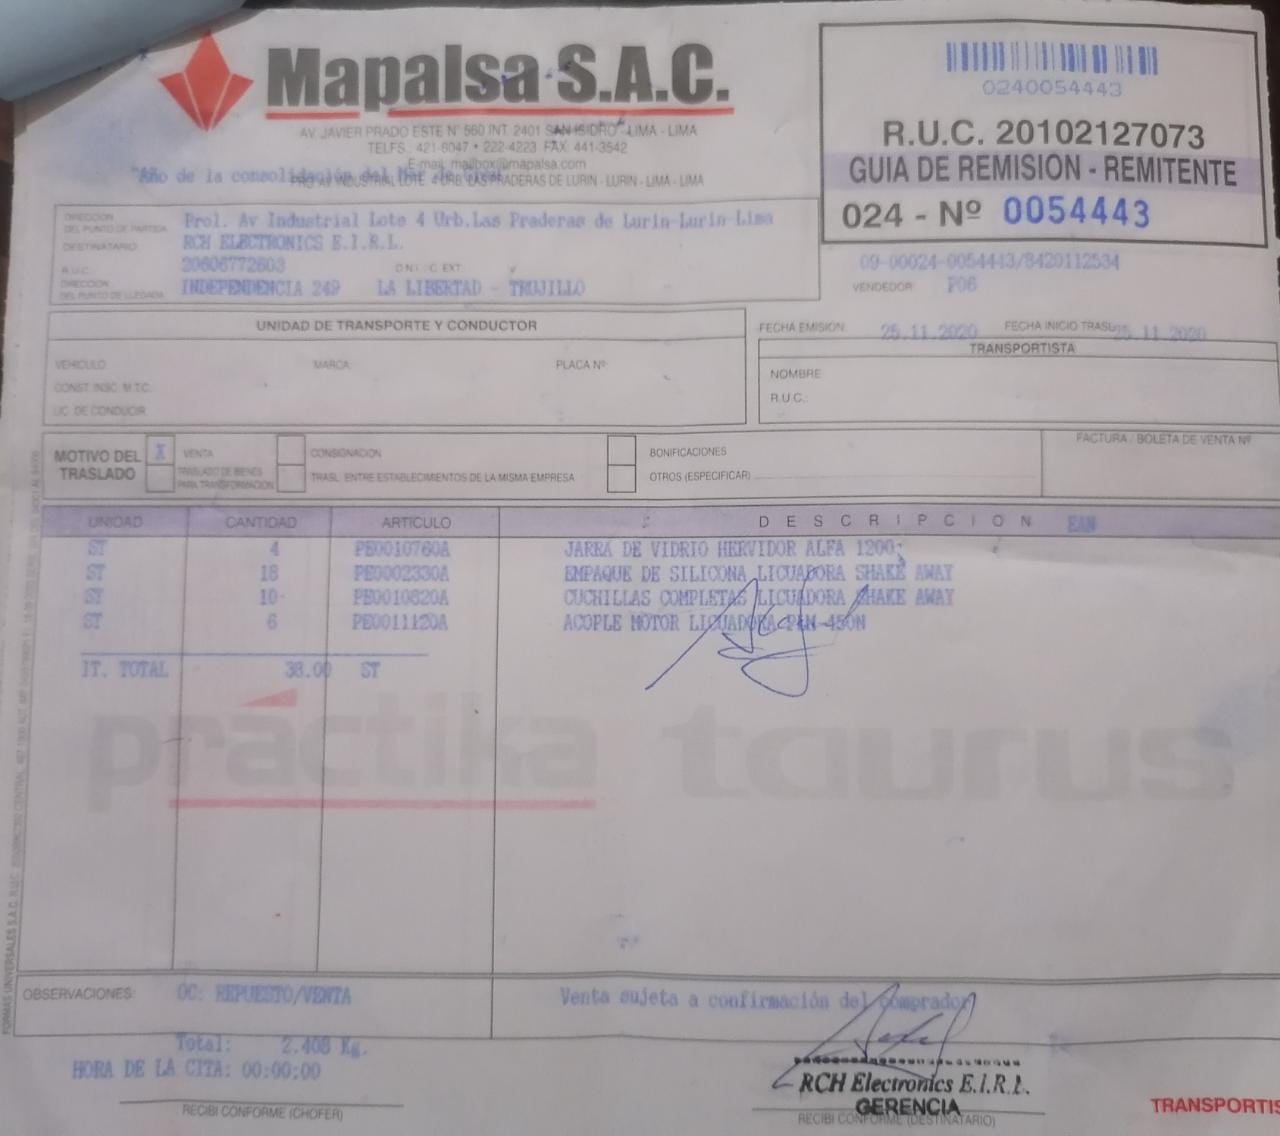 Mapalsa S.A.C.
AV. JAVIER PRADO ESTE N° 560 INT. 2401 SAN ISIDRO - LIMA - LIMA
TELFS.: 421-6047 • 222-4223 FAX: 441-3542
E-mail: mailbox@mapalsa.com
"Año de la consolidación del Mar de Grau"
PROL. AV. INDUSTRIAL LOTE. 4 URB. LAS PRADERAS DE LURIN - LURIN - LIMA - LIMA
0240054443
R.U.C. 20102127073
GUIA DE REMISION - REMITENTE
024 - Nº 0054443
DIRECCION DEL PUNTO DE PARTIDA Prol. Av Industrial Lote 4 Urb.Las Praderas de Lurin-Lurin-Lima
DESTINATARIO RCH ELECTRONICS E.I.R.L.
R.U.C. 20606772603 DNI / C.EXT.
DIRECCION DEL PUNTO DE LLEGADA INDEPENDENCIA 249 LA LIBERTAD - TRUJILLO
09-00024-0054443/8420112534
VENDEDOR: P06
FECHA EMISION: 25.11.2020 FECHA INICIO TRASL: 25.11.2020
UNIDAD DE TRANSPORTE Y CONDUCTOR
VEHICULO: MARCA: PLACA Nº:
CONST. INSC. M.T.C.
LIC. DE CONDUCIR
TRANSPORTISTA
NOMBRE:
R.U.C.:
MOTIVO DEL TRASLADO
X VENTA
TRASLADO DE BIENES PARA TRANSFORMACION
CONSIGNACION
TRASL. ENTRE ESTABLECIMIENTOS DE LA MISMA EMPRESA
BONIFICACIONES
OTROS (ESPECIFICAR)
FACTURA / BOLETA DE VENTA Nº
UNIDAD CANTIDAD ARTICULO DESCRIPCION EAN
ST 4 PE0010760A JARRA DE VIDRIO HERVIDOR ALFA 1200;
ST 18 PE0002330A EMPAQUE DE SILICONA LICUADORA SHAKE AWAY
ST 10 PE0010620A CUCHILLAS COMPLETAS LICUADORA SHAKE AWAY
ST 6 PE0011120A ACOPLE MOTOR LICUADORA P&N-450N
IT. TOTAL 38.00 ST
práctika taurus
OBSERVACIONES: OC: REPUESTO/VENTA
Venta sujeta a confirmación del comprador
Total: 2.408 Kg.
HORA DE LA CITA: 00:00:00
RECIBI CONFORME (CHOFER)
RCH Electronics E.I.R.L.
GERENCIA
RECIBI CONFORME (DESTINATARIO)
TRANSPORTIS